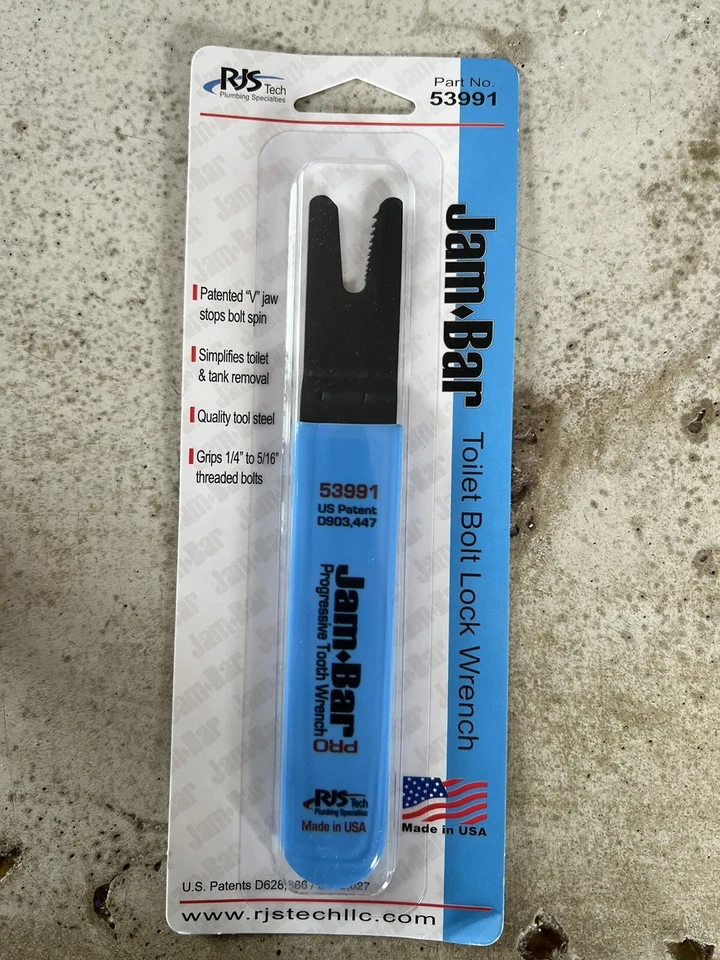 RJS Tech
Plumbing Specialties
Part No.
53991
Jam•Bar
Toilet Bolt Lock Wrench
Patented "V" jaw
stops bolt spin
Simplifies toilet
& tank removal
Quality tool steel
Grips 1/4" to 5/16"
threaded bolts
53991
US Patent
D903,447
Jam•Bar PRO
Progressive Tooth Wrench
RJS Tech
Plumbing Specialties
Made in USA
Made in USA
U.S. Patents D628,
www.rjstechllc.com